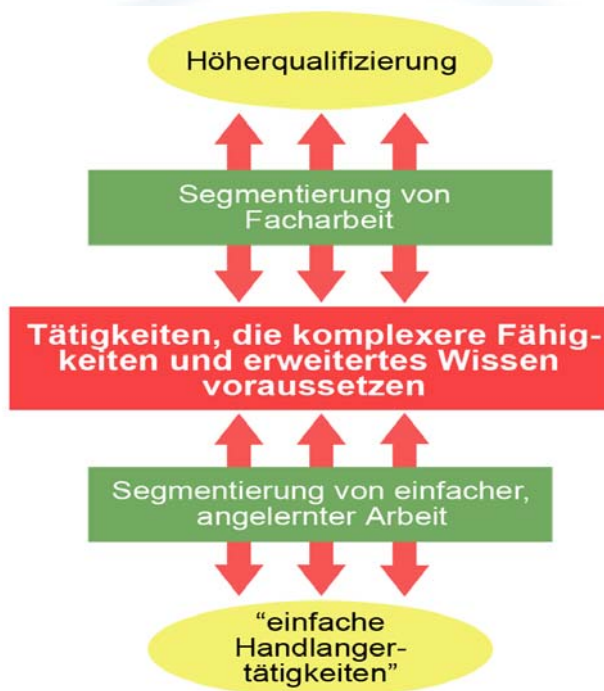 Höherqualifizierung
Segmentierung von
Facharbeit
Tätigkeiten, die komplexere Fähig-
keiten und erweitertes Wissen
voraussetzen
Segmentierung von einfacher,
angelernter Arbeit
“einfache
Handlanger-
tätigkeiten”